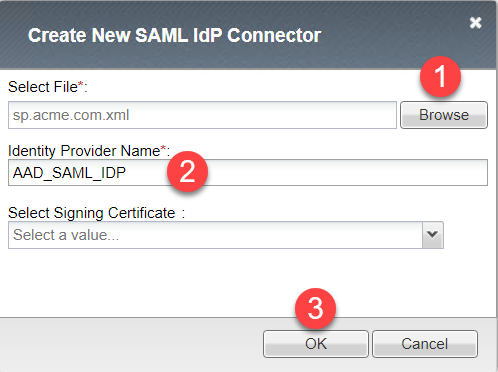 Create New SAML IdP Connector
Select File*:
1
sp.acme.com.xml
Browse
Identity Provider Name*:
AAD_SAML_IDP
2
Select Signing Certificate :
Select a value...
3
OK
Cancel